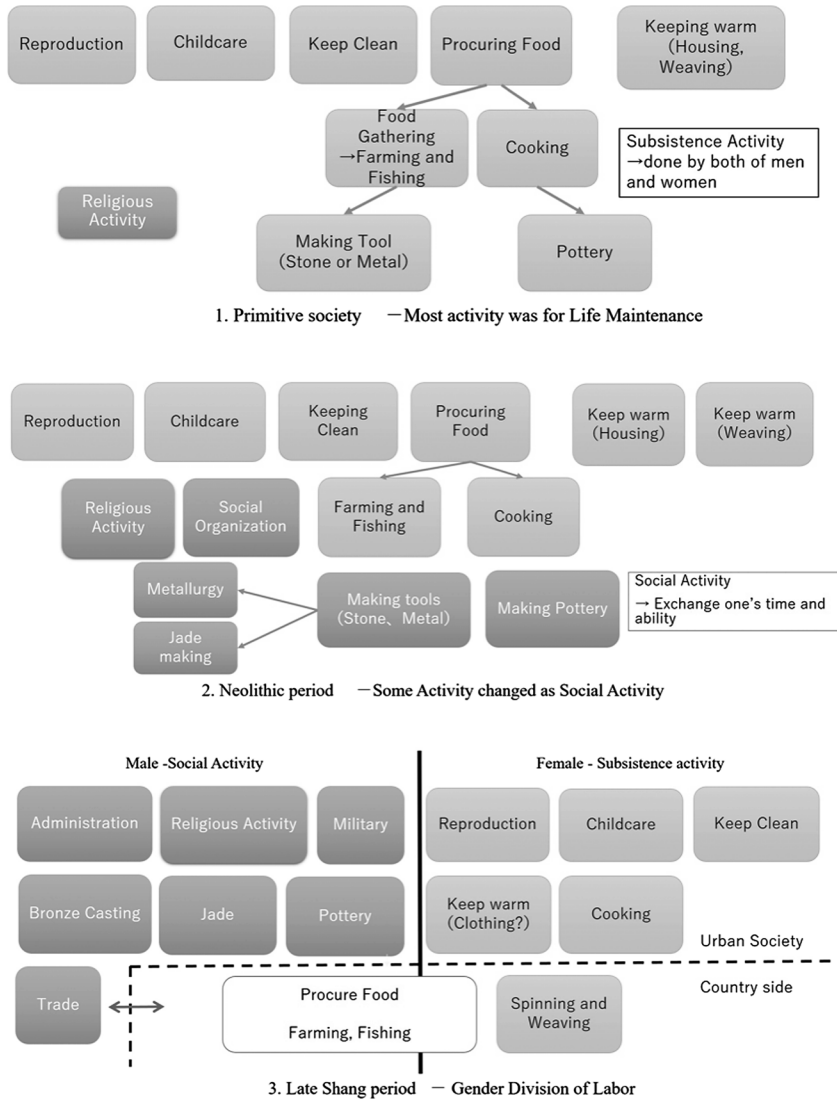 Reproduction
Childcare
Keep Clean
Procuring Food
Keeping warm
(Housing,
Weaving)
Food
Gathering
→Farming and
Fishing
Cooking
Subsistence Activity
→done by both of men
and women
Religious
Activity
Making Tool
(Stone or Metal)
Pottery
1. Primitive society －Most activity was for Life Maintenance
Reproduction
Childcare
Keeping
Clean
Procuring
Food
Keep warm
(Housing)
Keep warm
(Weaving)
Religious
Activity
Social
Organization
Farming and
Fishing
Cooking
Metallurgy
Jade
making
Making tools
(Stone、Metal)
Making Pottery
Social Activity
→ Exchange one's time and
ability
2. Neolithic period －Some Activity changed as Social Activity
Male -Social Activity
Female - Subsistence activity
Administration
Religious Activity
Military
Reproduction
Childcare
Keep Clean
Bronze Casting
Jade
Pottery
Keep warm
(Clothing?)
Cooking
Urban Society
Trade
Procure Food
Farming, Fishing
Spinning and
Weaving
Country side
3. Late Shang period － Gender Division of Labor